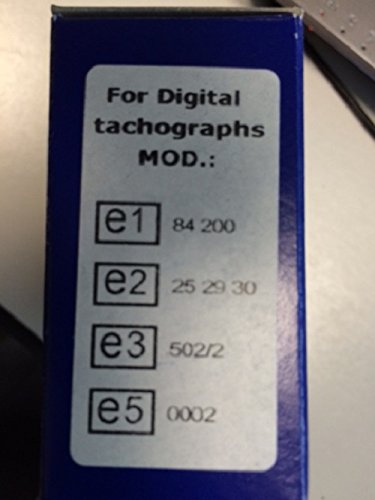 For Digital
tachographs
MOD.:
e1 84 200
e2 25 29 30
e3 502/2
e5 0002